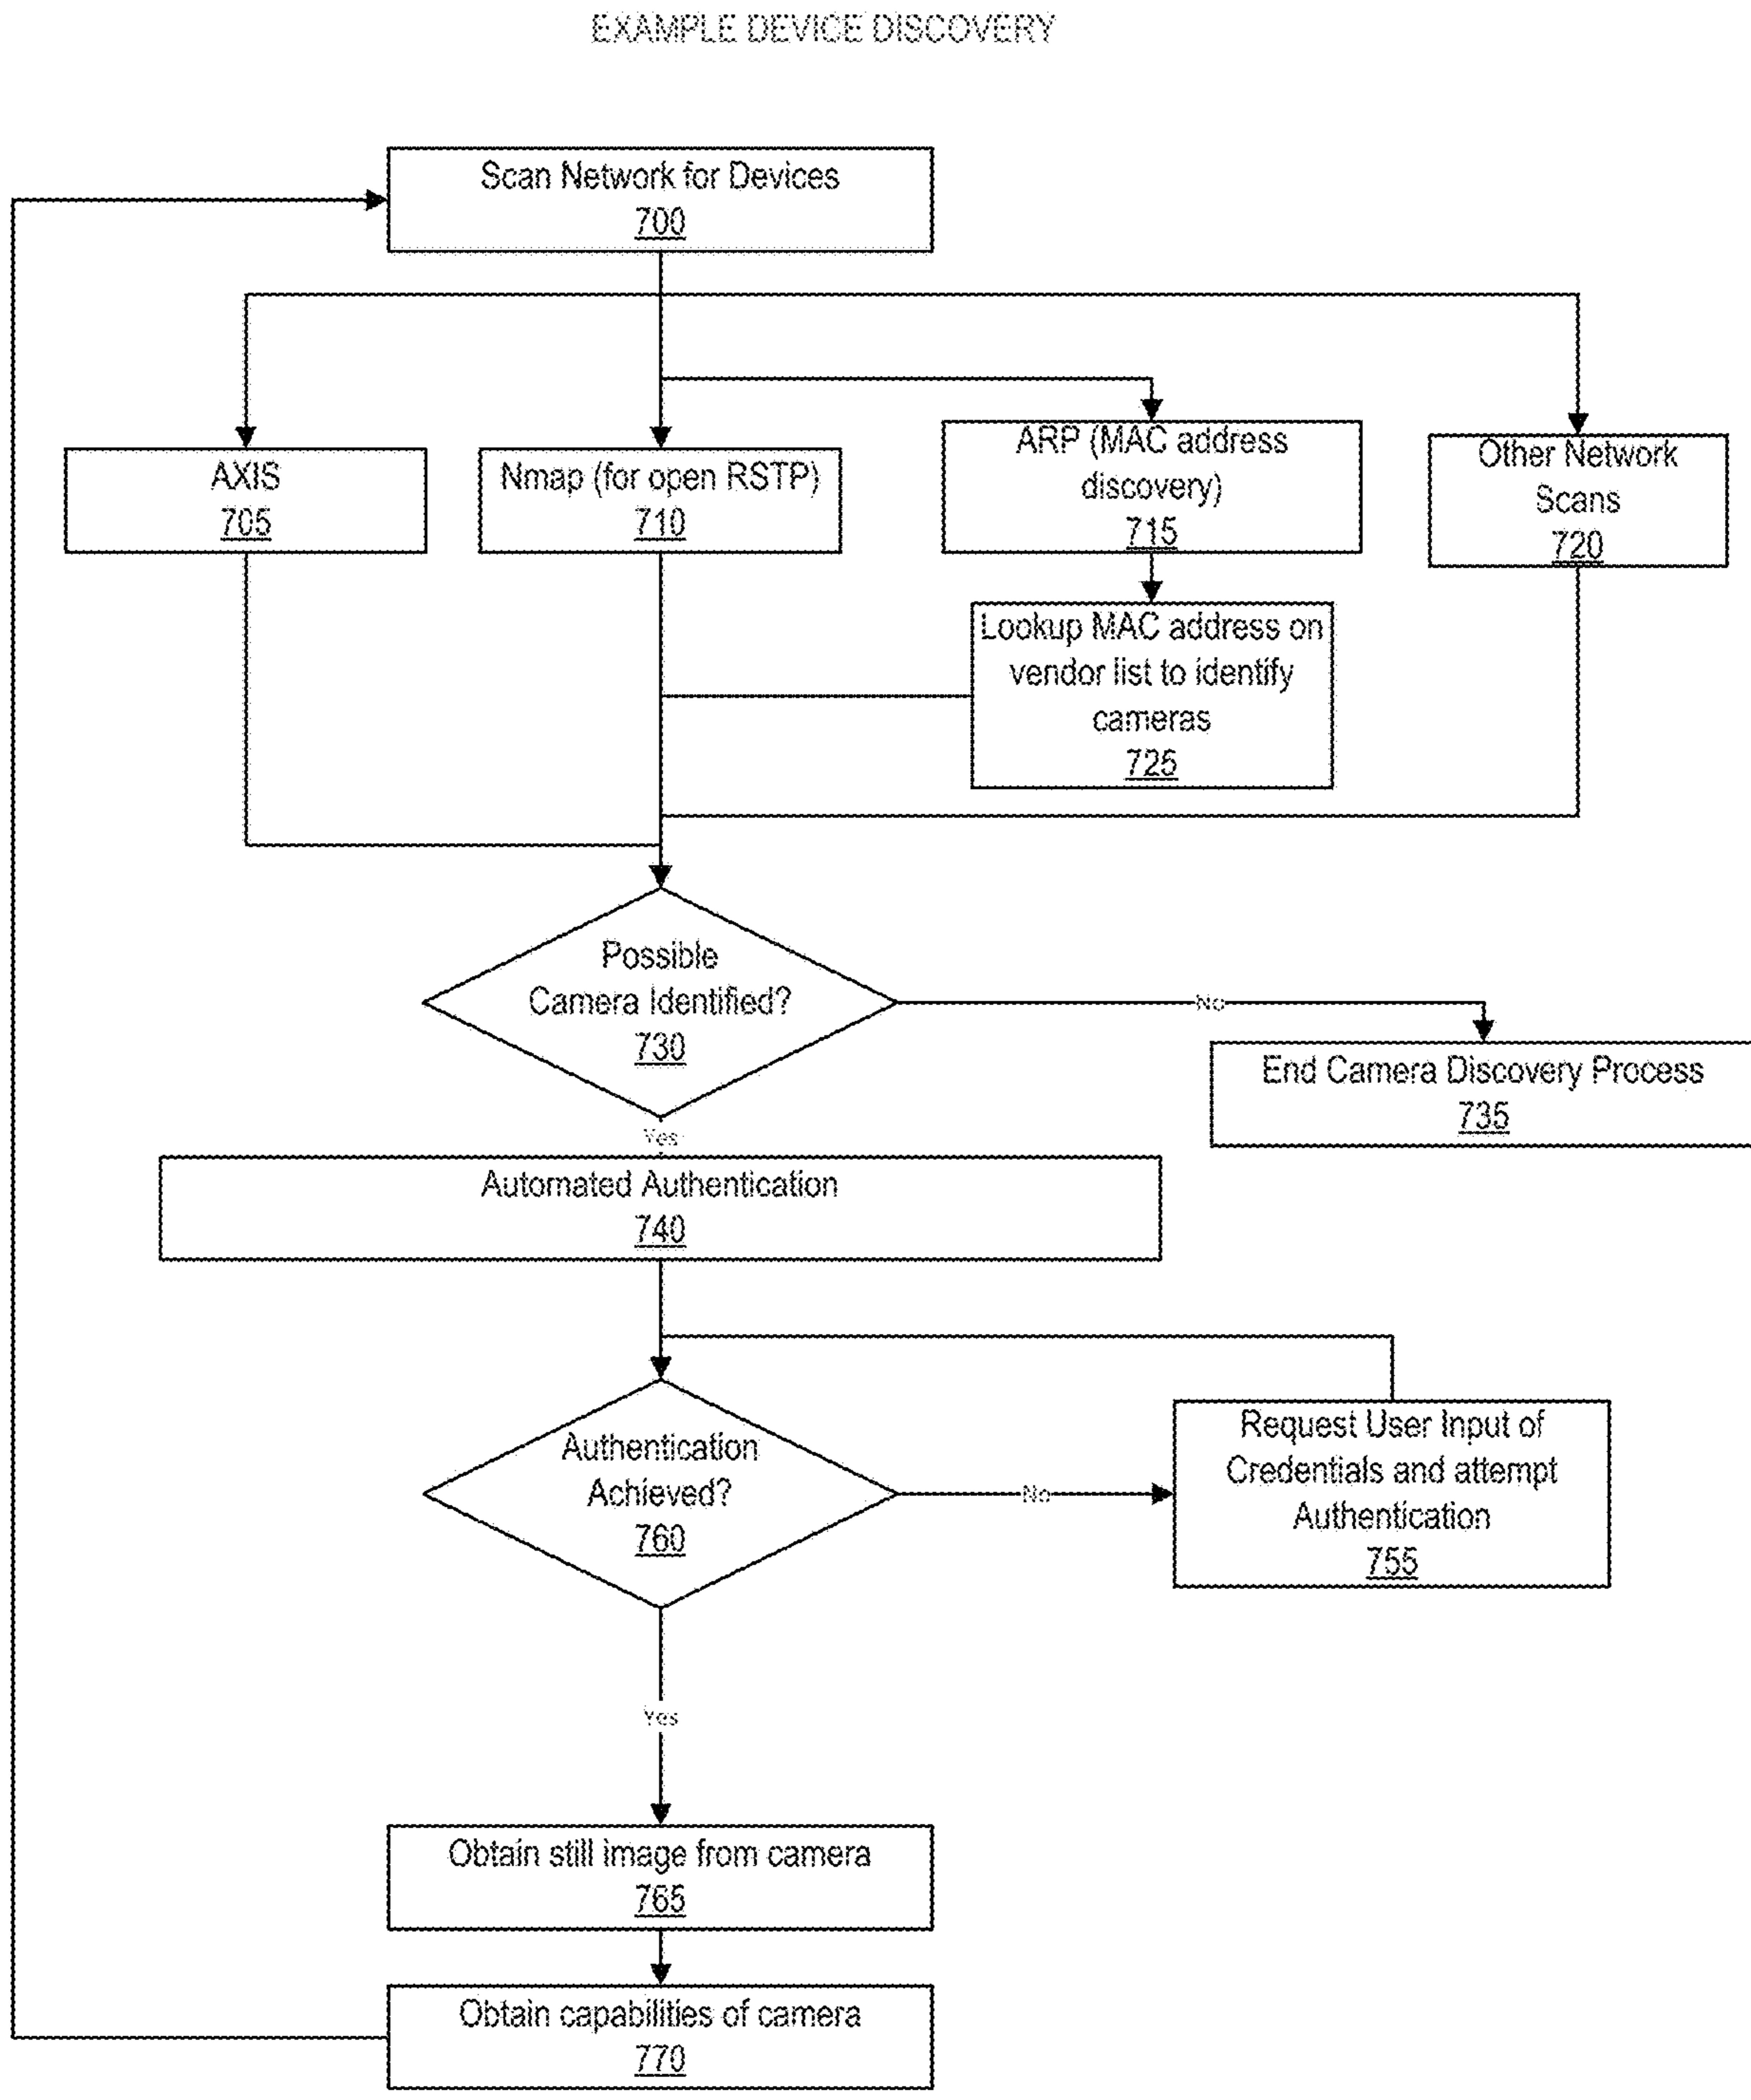 EXAMPLE DEVICE DISCOVERY
Scan Network for Devices
700
AXIS
705
Nmap (for open RSTP)
710
ARP (MAC address
discovery)
715
Other Network
Scans
720
Lookup MAC address on
vendor list to identify
cameras
725
Possible
Camera Identified?
730
No
End Camera Discovery Process
735
Yes
Automated Authentication
740
Authentication
Achieved?
760
No
Request User Input of
Credentials and attempt
Authentication
755
Yes
Obtain still image from camera
765
Obtain capabilities of camera
770